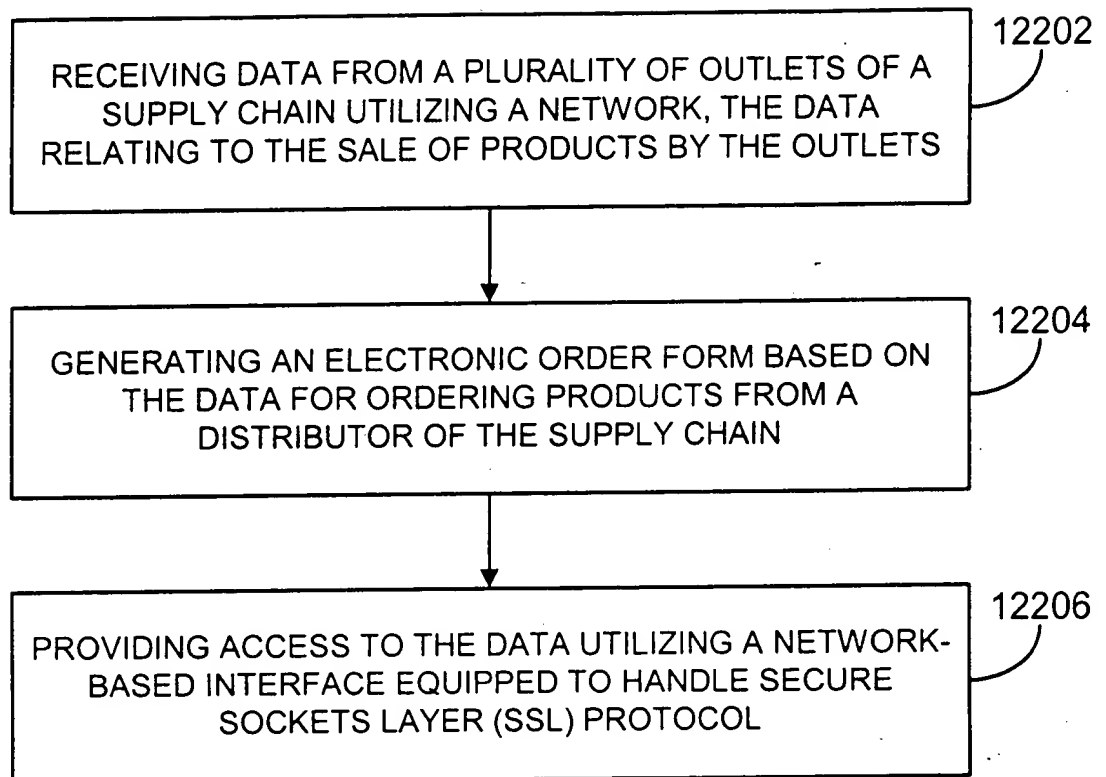 12202
RECEIVING DATA FROM A PLURALITY OF OUTLETS OF A
SUPPLY CHAIN UTILIZING A NETWORK, THE DATA
RELATING TO THE SALE OF PRODUCTS BY THE OUTLETS
12204
GENERATING AN ELECTRONIC ORDER FORM BASED ON
THE DATA FOR ORDERING PRODUCTS FROM A
DISTRIBUTOR OF THE SUPPLY CHAIN
12206
PROVIDING ACCESS TO THE DATA UTILIZING A NETWORK-
BASED INTERFACE EQUIPPED TO HANDLE SECURE
SOCKETS LAYER (SSL) PROTOCOL